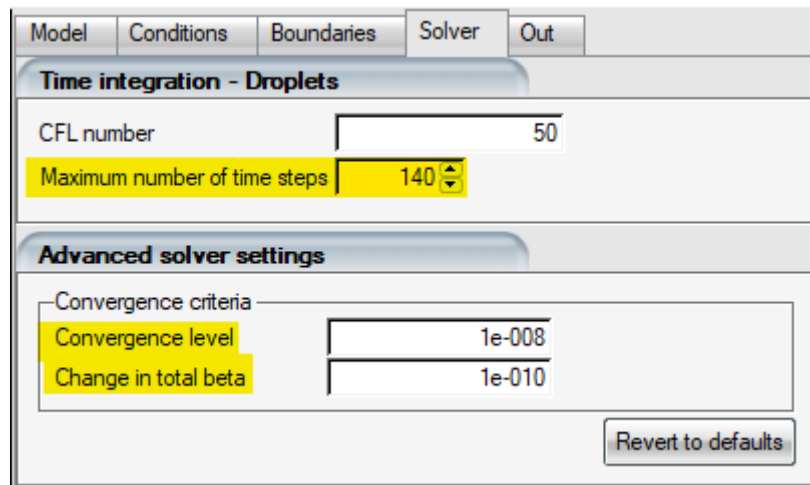 Model Conditions Boundaries Solver Out
Time integration - Droplets
CFL number 50
Maximum number of time steps 140
Advanced solver settings
Convergence criteria
Convergence level 1e-008
Change in total beta 1e-010
Revert to defaults